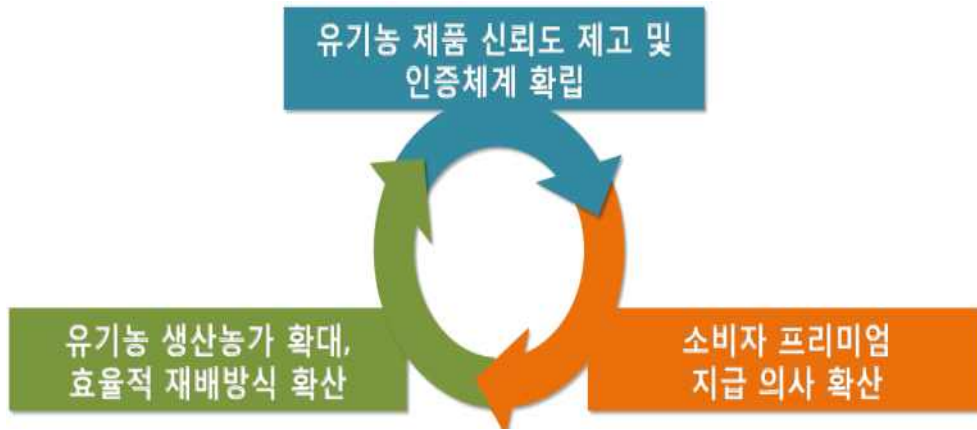 유기농 제품 신뢰도 제고 및
인증체계 확립
유기농 생산농가 확대,
효율적 재배방식 확산
소비자 프리미엄
지급 의사 확산